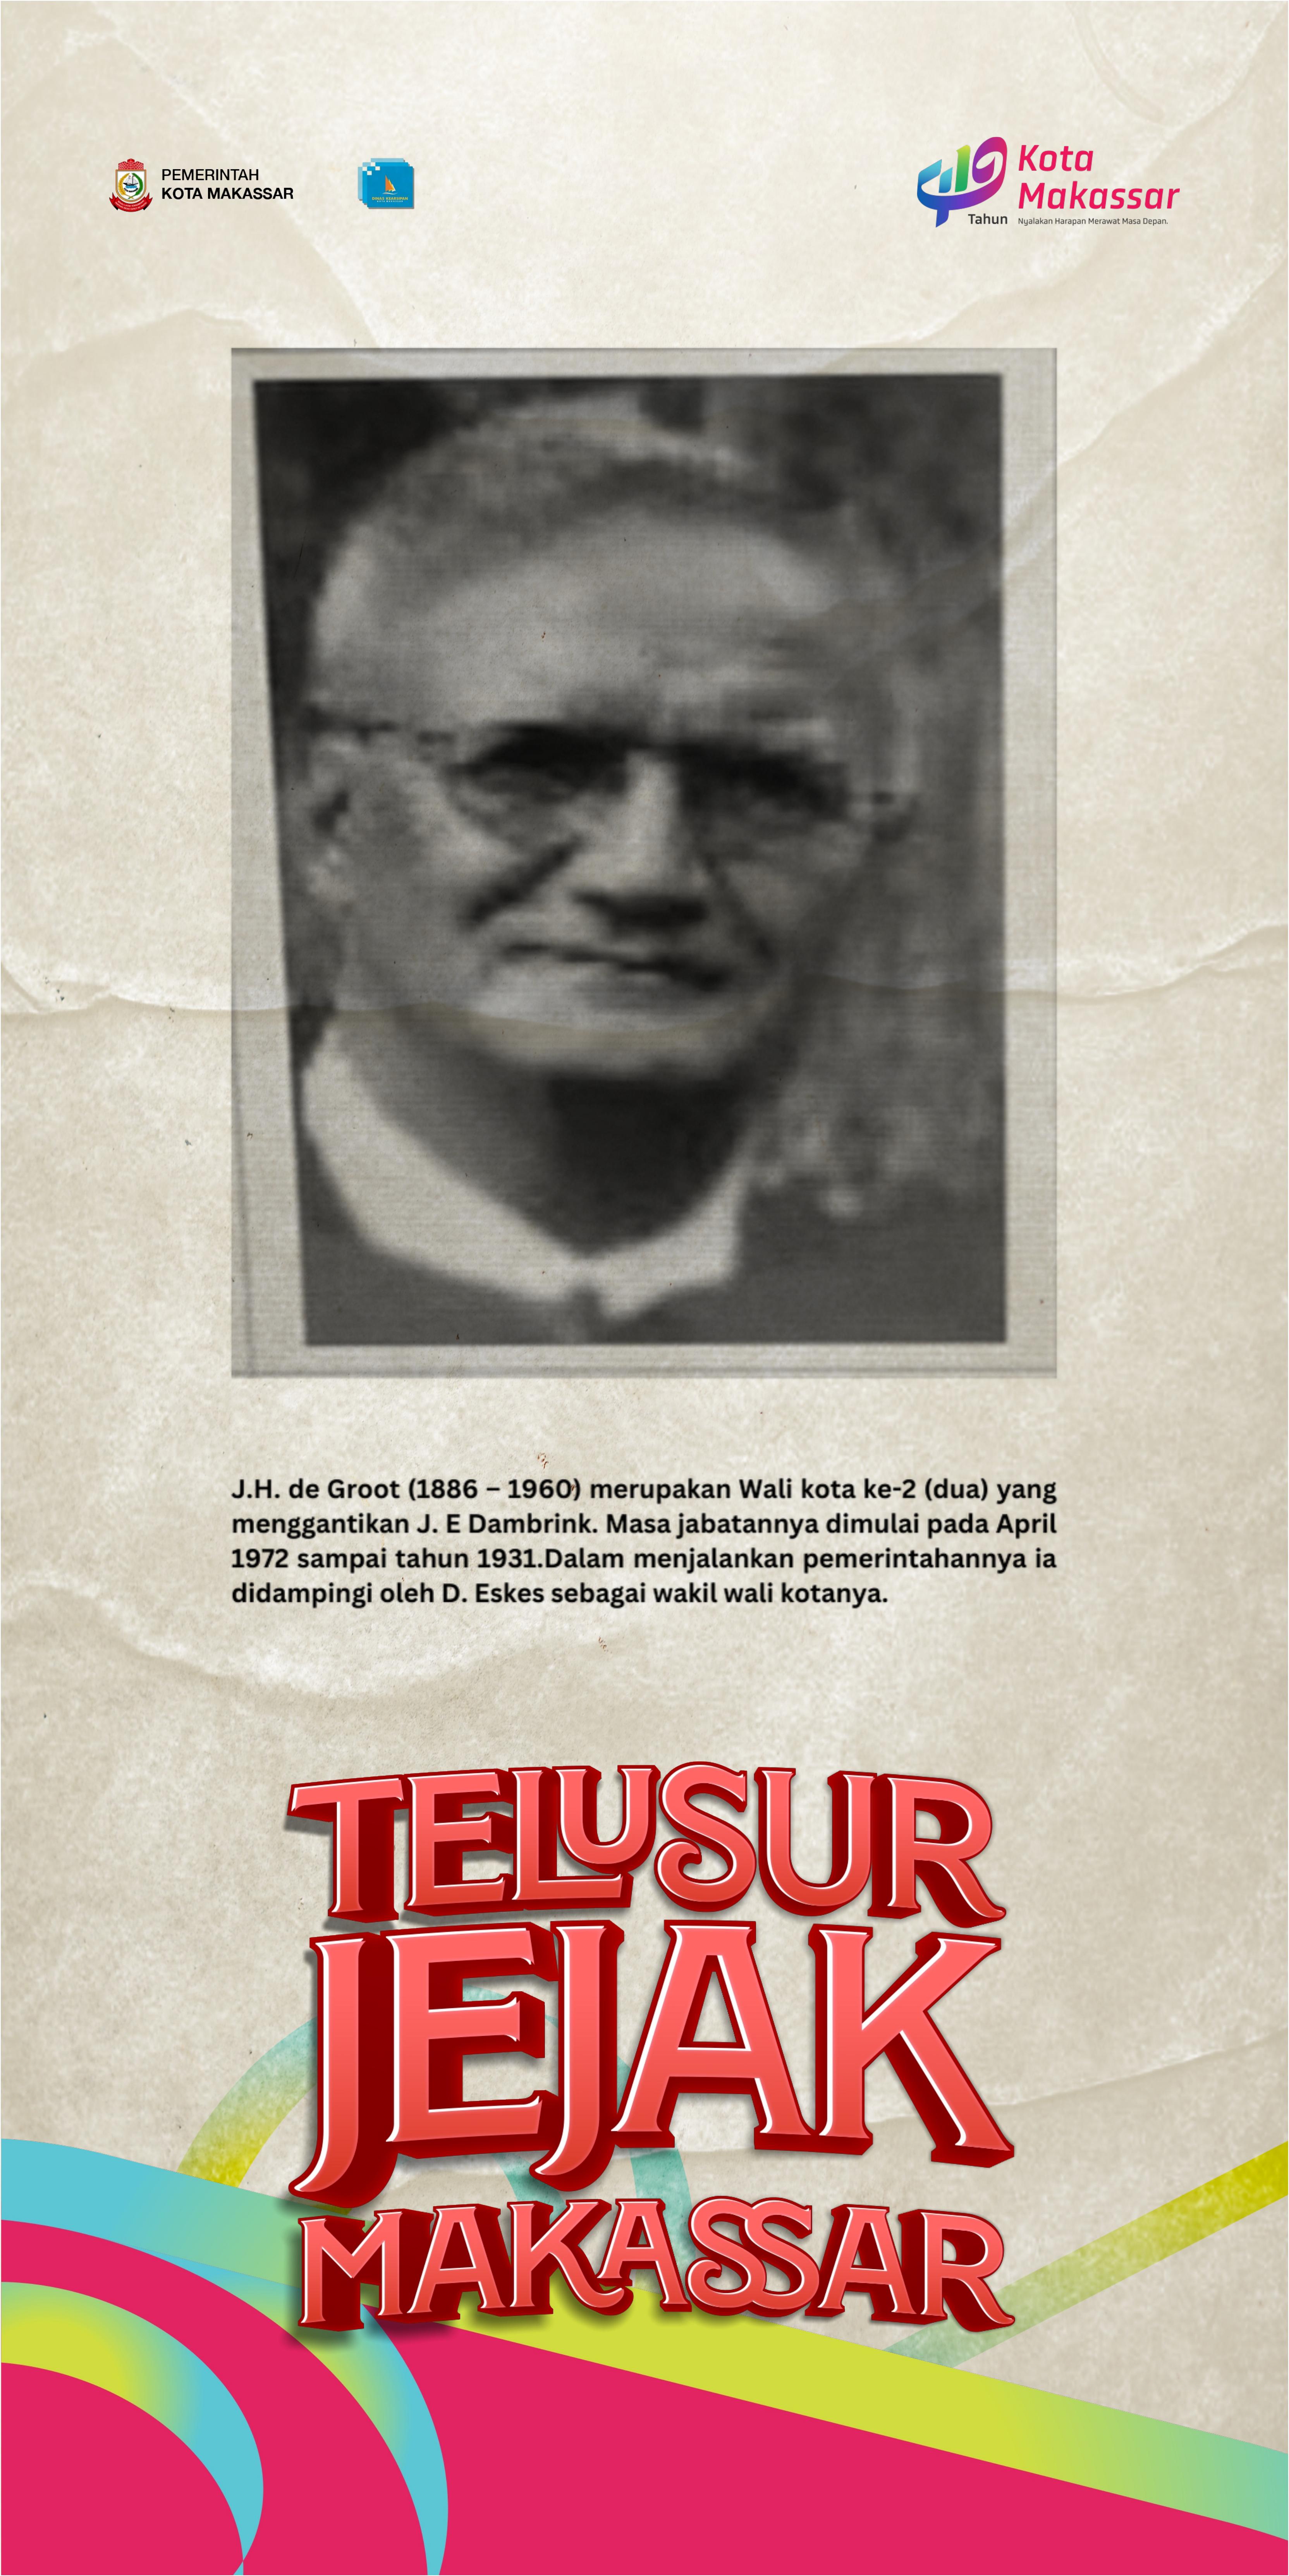 PEMERINTAH
KOTA MAKASSAR
Kota
Makassar
Tahun Nyalakan Harapan Merawat Masa Depan.
J.H. de Groot (1886 – 1960) merupakan Wali kota ke-2 (dua) yang
menggantikan J. E Dambrink. Masa jabatannya dimulai pada April
1972 sampai tahun 1931.Dalam menjalankan pemerintahannya ia
didampingi oleh D. Eskes sebagai wakil wali kotanya.
TELUSUR
JEJAK
MAKASSAR